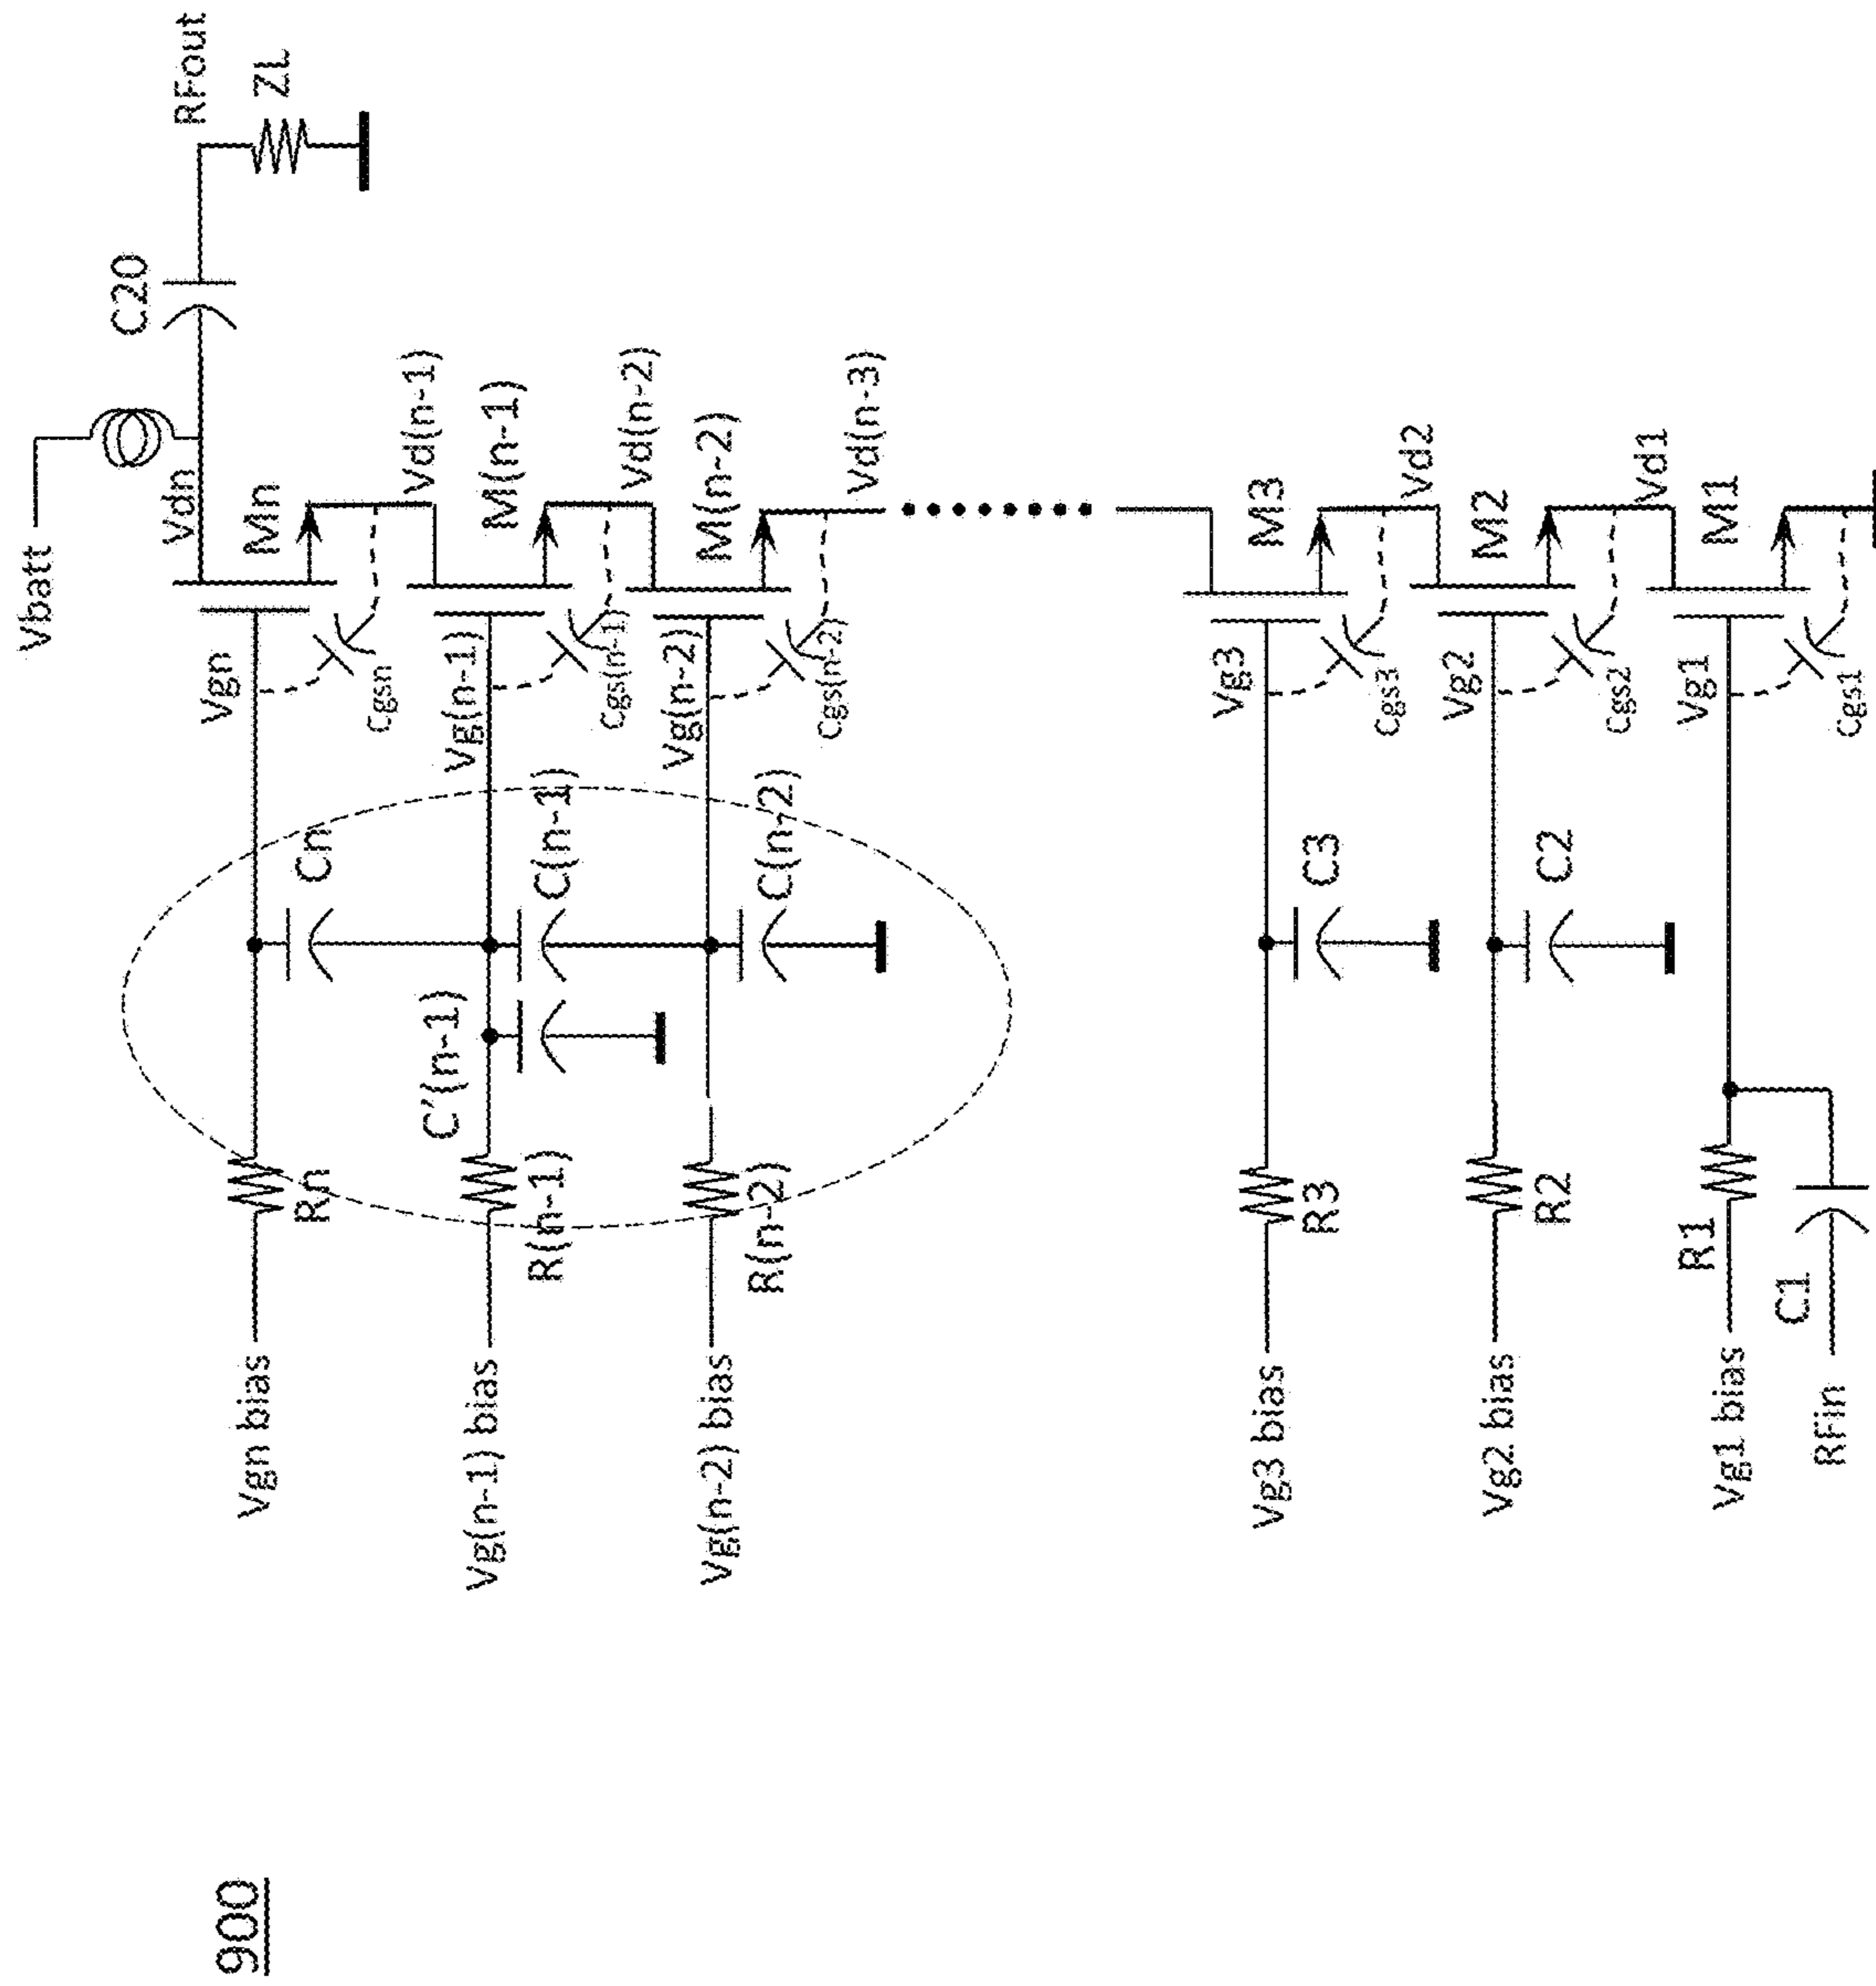 900
Vbatt
Vdn
C20
RFout
ZL
Vgn bias
Rn
Cn
Vgn
Mn
Cgsn
Vd(n-1)
Vg(n-1) bias
R(n-1)
C'(n-1)
C(n-1)
Vg(n-1)
M(n-1)
Cgs(n-1)
Vd(n-2)
Vg(n-2) bias
R(n-2)
C(n-2)
Vg(n-2)
M(n-2)
Cgs(n-2)
Vd(n-3)
Vg3 bias
R3
C3
Vg3
M3
Cgs3
Vd2
Vg2 bias
R2
C2
Vg2
M2
Cgs2
Vd1
Vg1 bias
R1
Vg1
M1
Cgs1
C1
RFin